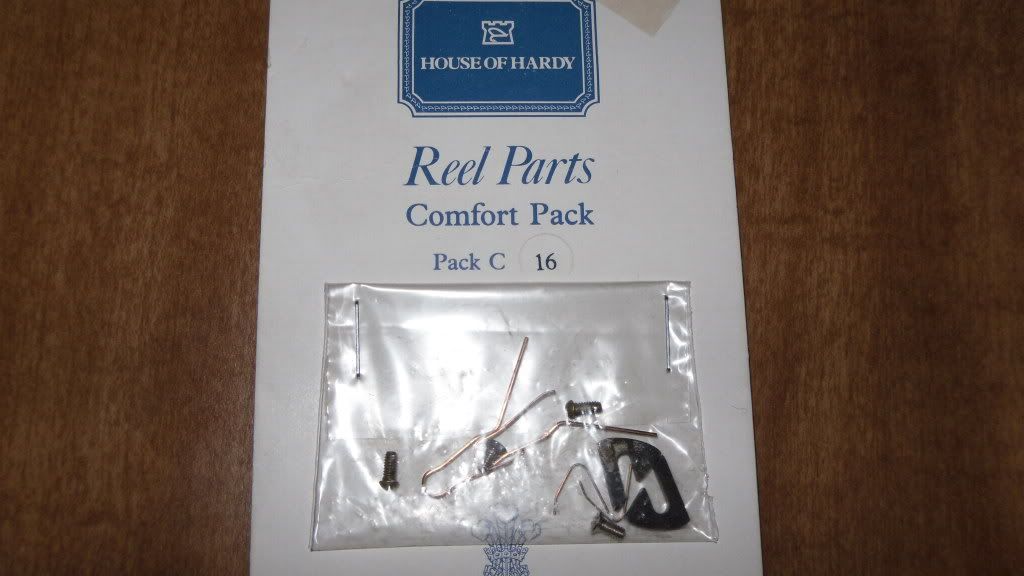 HOUSE OF HARDY
Reel Parts
Comfort Pack
Pack C 16